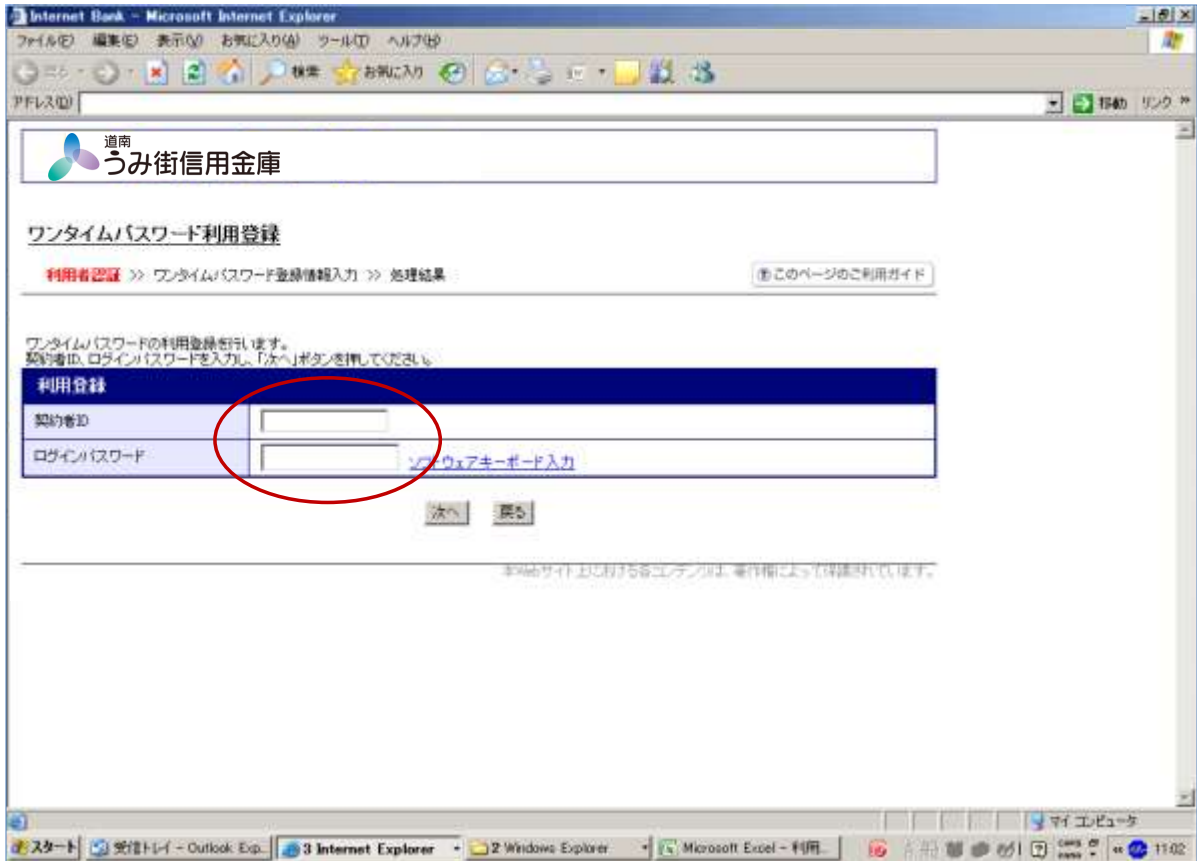 Internet Bank - Microsoft Internet Explorer
ファイル(F) 編集(E) 表示(V) お気に入り(A) ツール(T) ヘルプ(H)
戻る 検索 お気に入り
アドレス(D) 移動 リンク »
道南
うみ街信用金庫
ワンタイムパスワード利用登録
利用者認証 >> ワンタイムパスワード登録情報入力 >> 処理結果 このページのご利用ガイド
ワンタイムパスワードの利用登録を行います。
契約者ID、ログインパスワードを入力し、「次へ」ボタンを押してください。
利用登録
契約者ID
ログインパスワード ソフトウェアキーボード入力
次へ 戻る
本Webサイト上における各コンテンツは、著作権によって保護されています。
マイ コンピュータ
スタート 受信トレイ - Outlook Exp... 3 Internet Explorer 2 Windows Explorer Microsoft Excel - 利用... CAPS KANA « 11:02